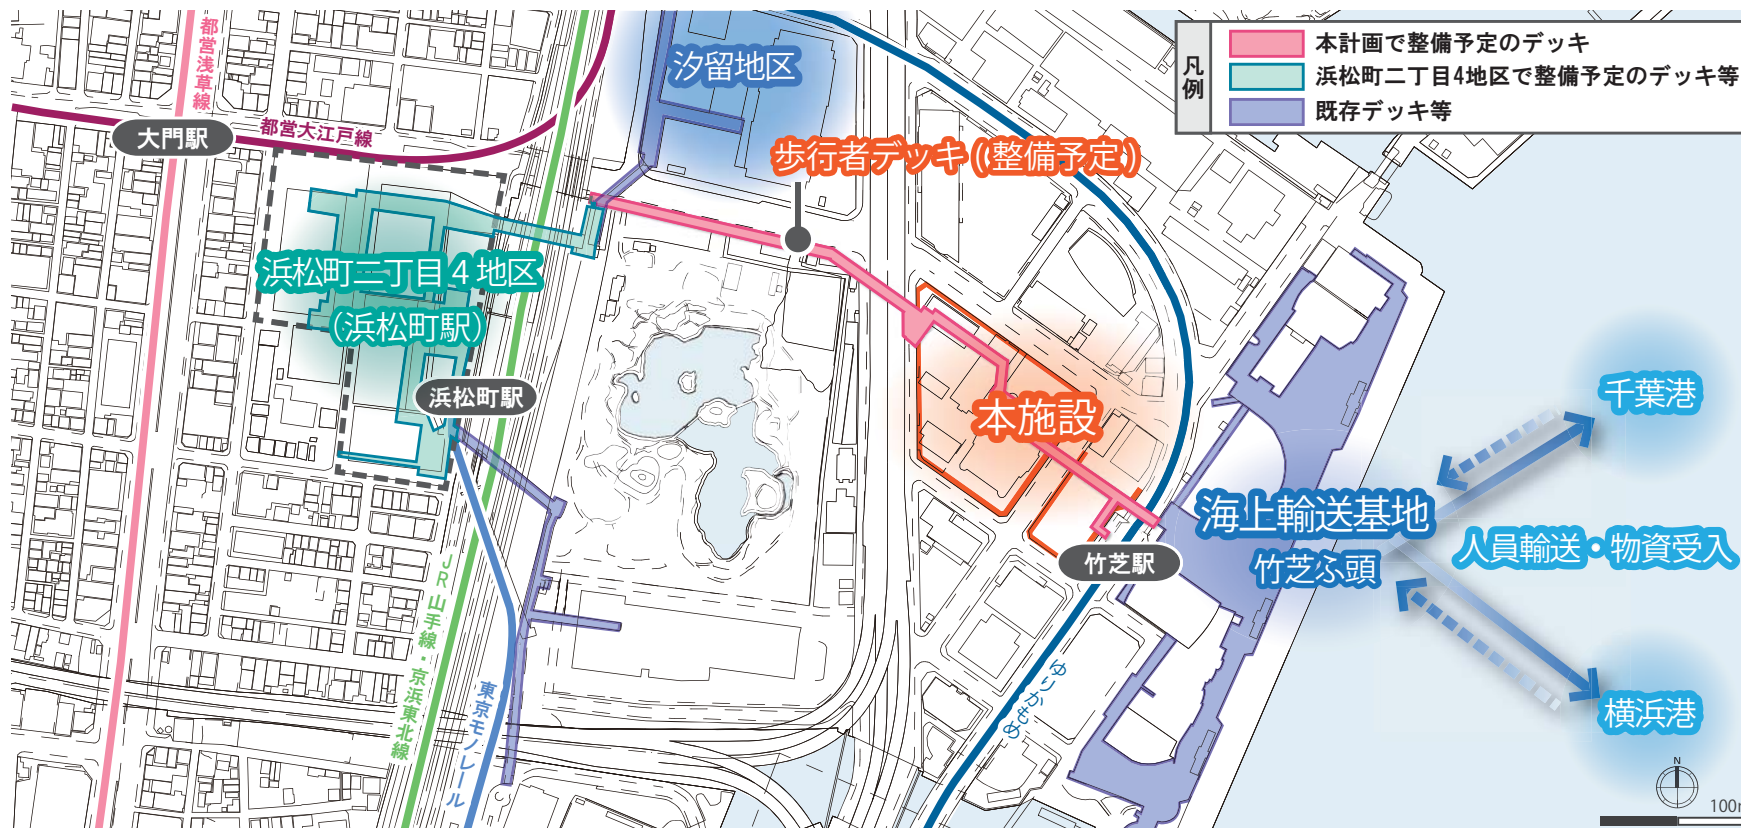 凡例
本計画で整備予定のデッキ
浜松町二丁目4地区で整備予定のデッキ等
既存デッキ等
都営浅草線
汐留地区
大門駅
都営大江戸線
歩行者デッキ(整備予定)
浜松町二丁目4地区
(浜松町駅)
浜松町駅
本施設
千葉港
海上輸送基地
竹芝ふ頭
人員輸送・物資受入
竹芝駅
JR山手線・京浜東北線
東京モノレール
ゆりかもめ
横浜港
N
100m